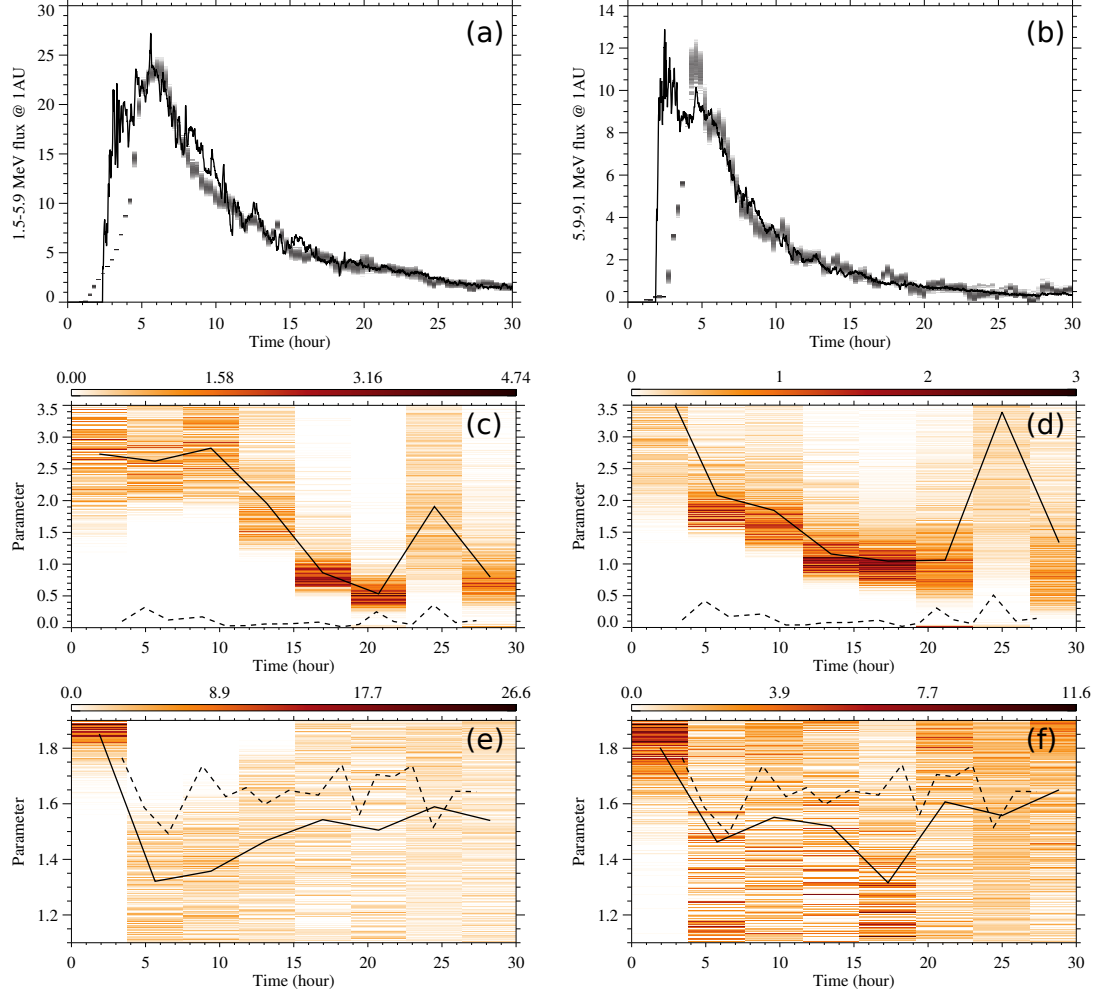 (a)
1.5-5.9 MeV flux @ 1AU
30
25
20
15
10
5
0
0 5 10 15 20 25 30
Time (hour)
(b)
5.9-9.1 MeV flux @ 1AU
14
12
10
8
6
4
2
0
0 5 10 15 20 25 30
Time (hour)
0.00 1.58 3.16 4.74
(c)
Parameter
3.5
3.0
2.5
2.0
1.5
1.0
0.5
0.0
0 5 10 15 20 25 30
Time (hour)
0 1 2 3
(d)
Parameter
3.5
3.0
2.5
2.0
1.5
1.0
0.5
0.0
0 5 10 15 20 25 30
Time (hour)
0.0 8.9 17.7 26.6
(e)
Parameter
1.8
1.6
1.4
1.2
0 5 10 15 20 25 30
Time (hour)
0.0 3.9 7.7 11.6
(f)
Parameter
1.8
1.6
1.4
1.2
0 5 10 15 20 25 30
Time (hour)